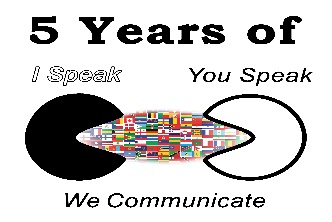 5 Years of
I Speak You Speak
We Communicate